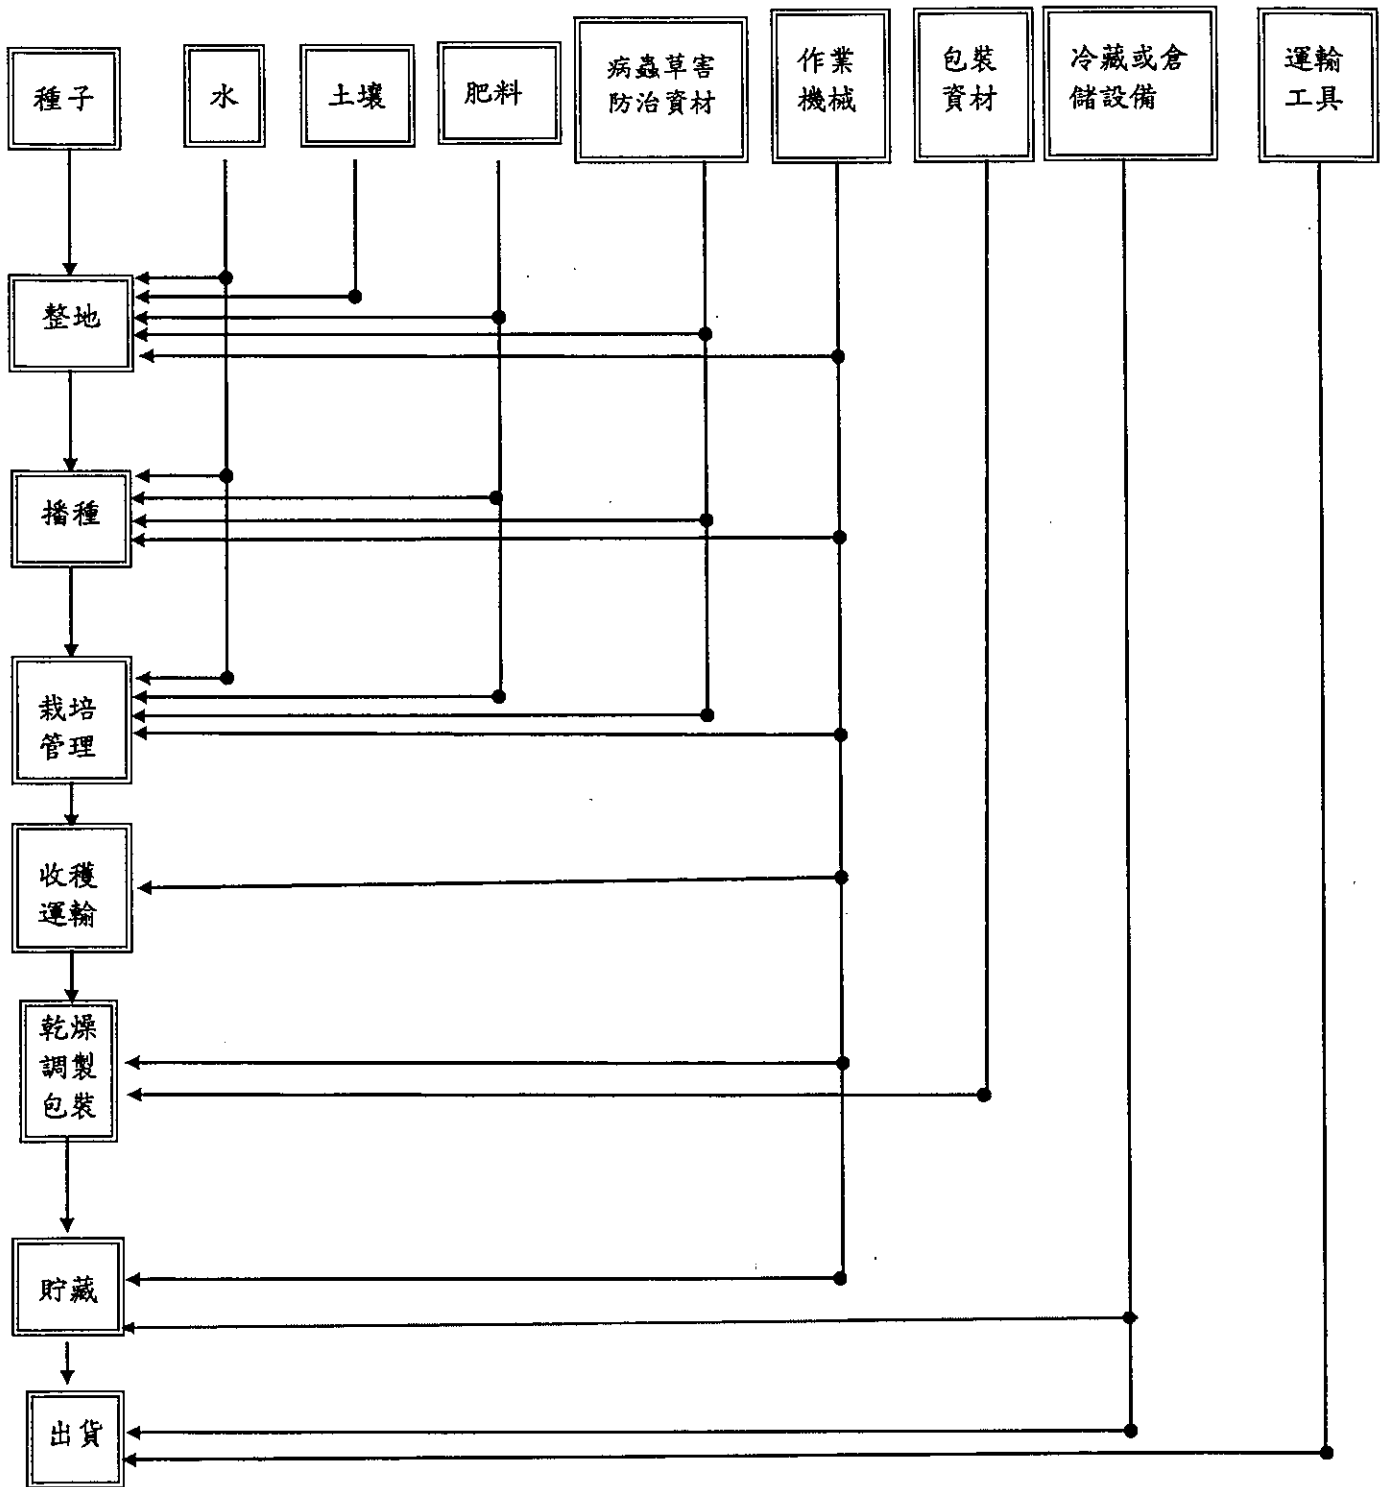 種子
水
土壤
肥料
病蟲草害
防治資材
作業
機械
包裝
資材
冷藏或倉
儲設備
運輸
工具
整地
播種
栽培
管理
收穫
運輸
乾燥
調製
包裝
貯藏
出貨